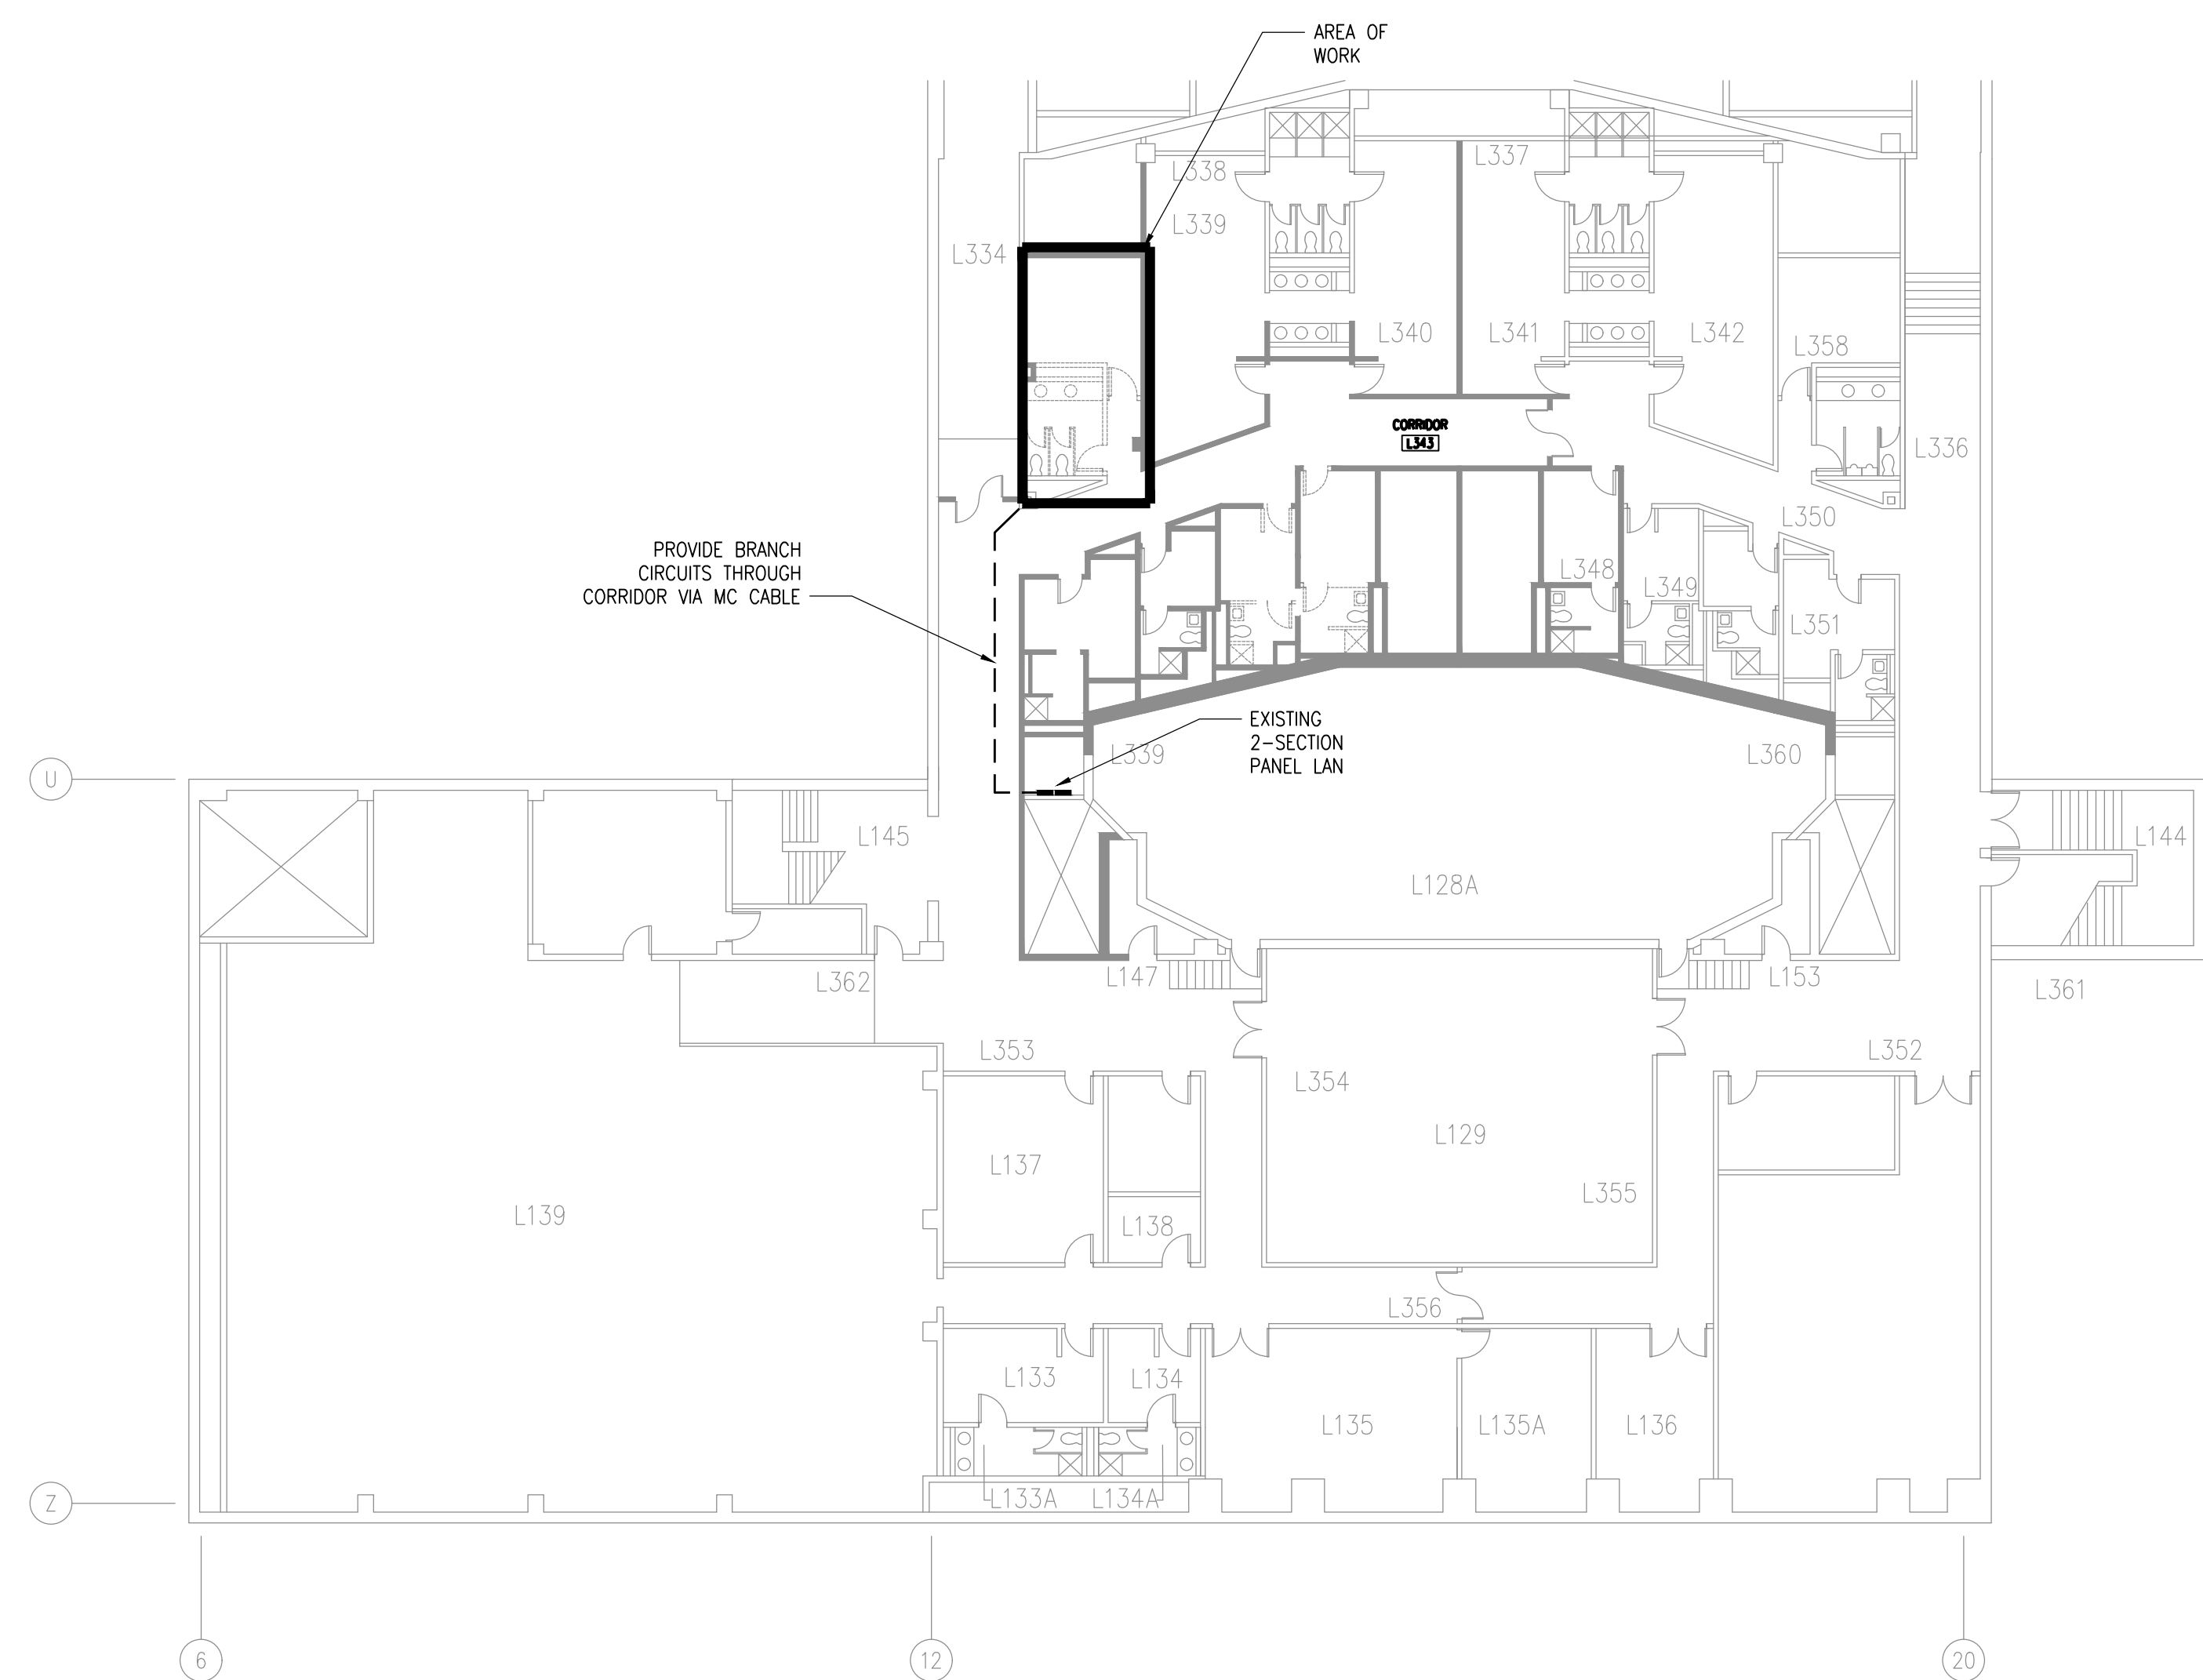 AREA OF
WORK
L338
L337
L339
L334
L340
L341
L342
L358
CORRIDOR
L343
L336
PROVIDE BRANCH
CIRCUITS THROUGH
CORRIDOR VIA MC CABLE
L350
L348
L349
L351
EXISTING
2-SECTION
PANEL LAN
L339
L360
U
L145
L144
L128A
L362
L147
L153
L361
L353
L352
L354
L129
L137
L355
L139
L138
L356
L133
L134
L135
L135A
L136
L133A
L134A
Z
6
12
20